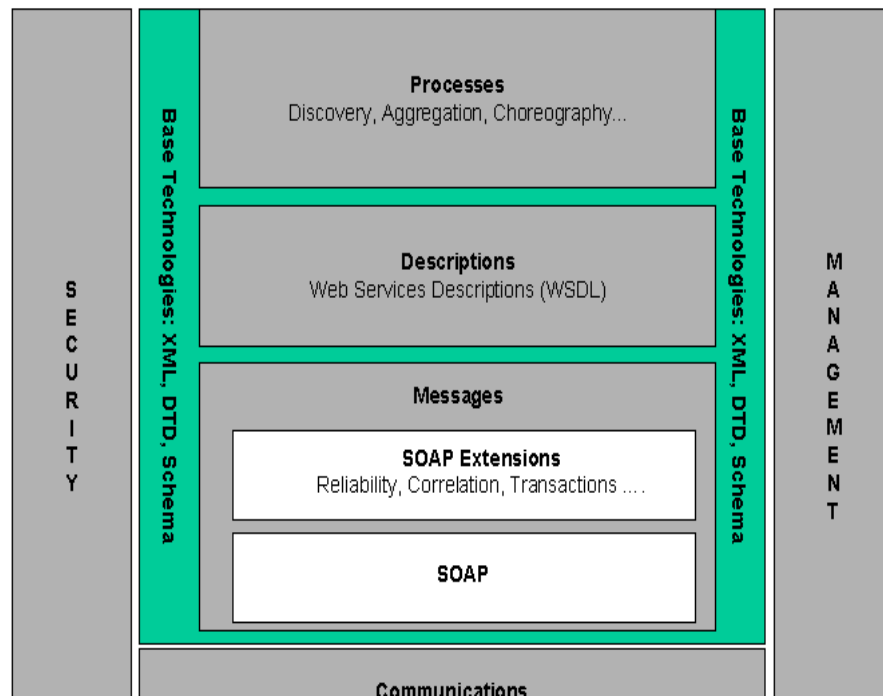 Processes
Discovery, Aggregation, Choreography...
Descriptions
Web Services Descriptions (WSDL)
Messages
SOAP Extensions
Reliability, Correlation, Transactions ....
SOAP
Communications
Base Technologies: XML, DTD, Schema
Base Technologies: XML, DTD, Schema
SECURITY
MANAGEMENT